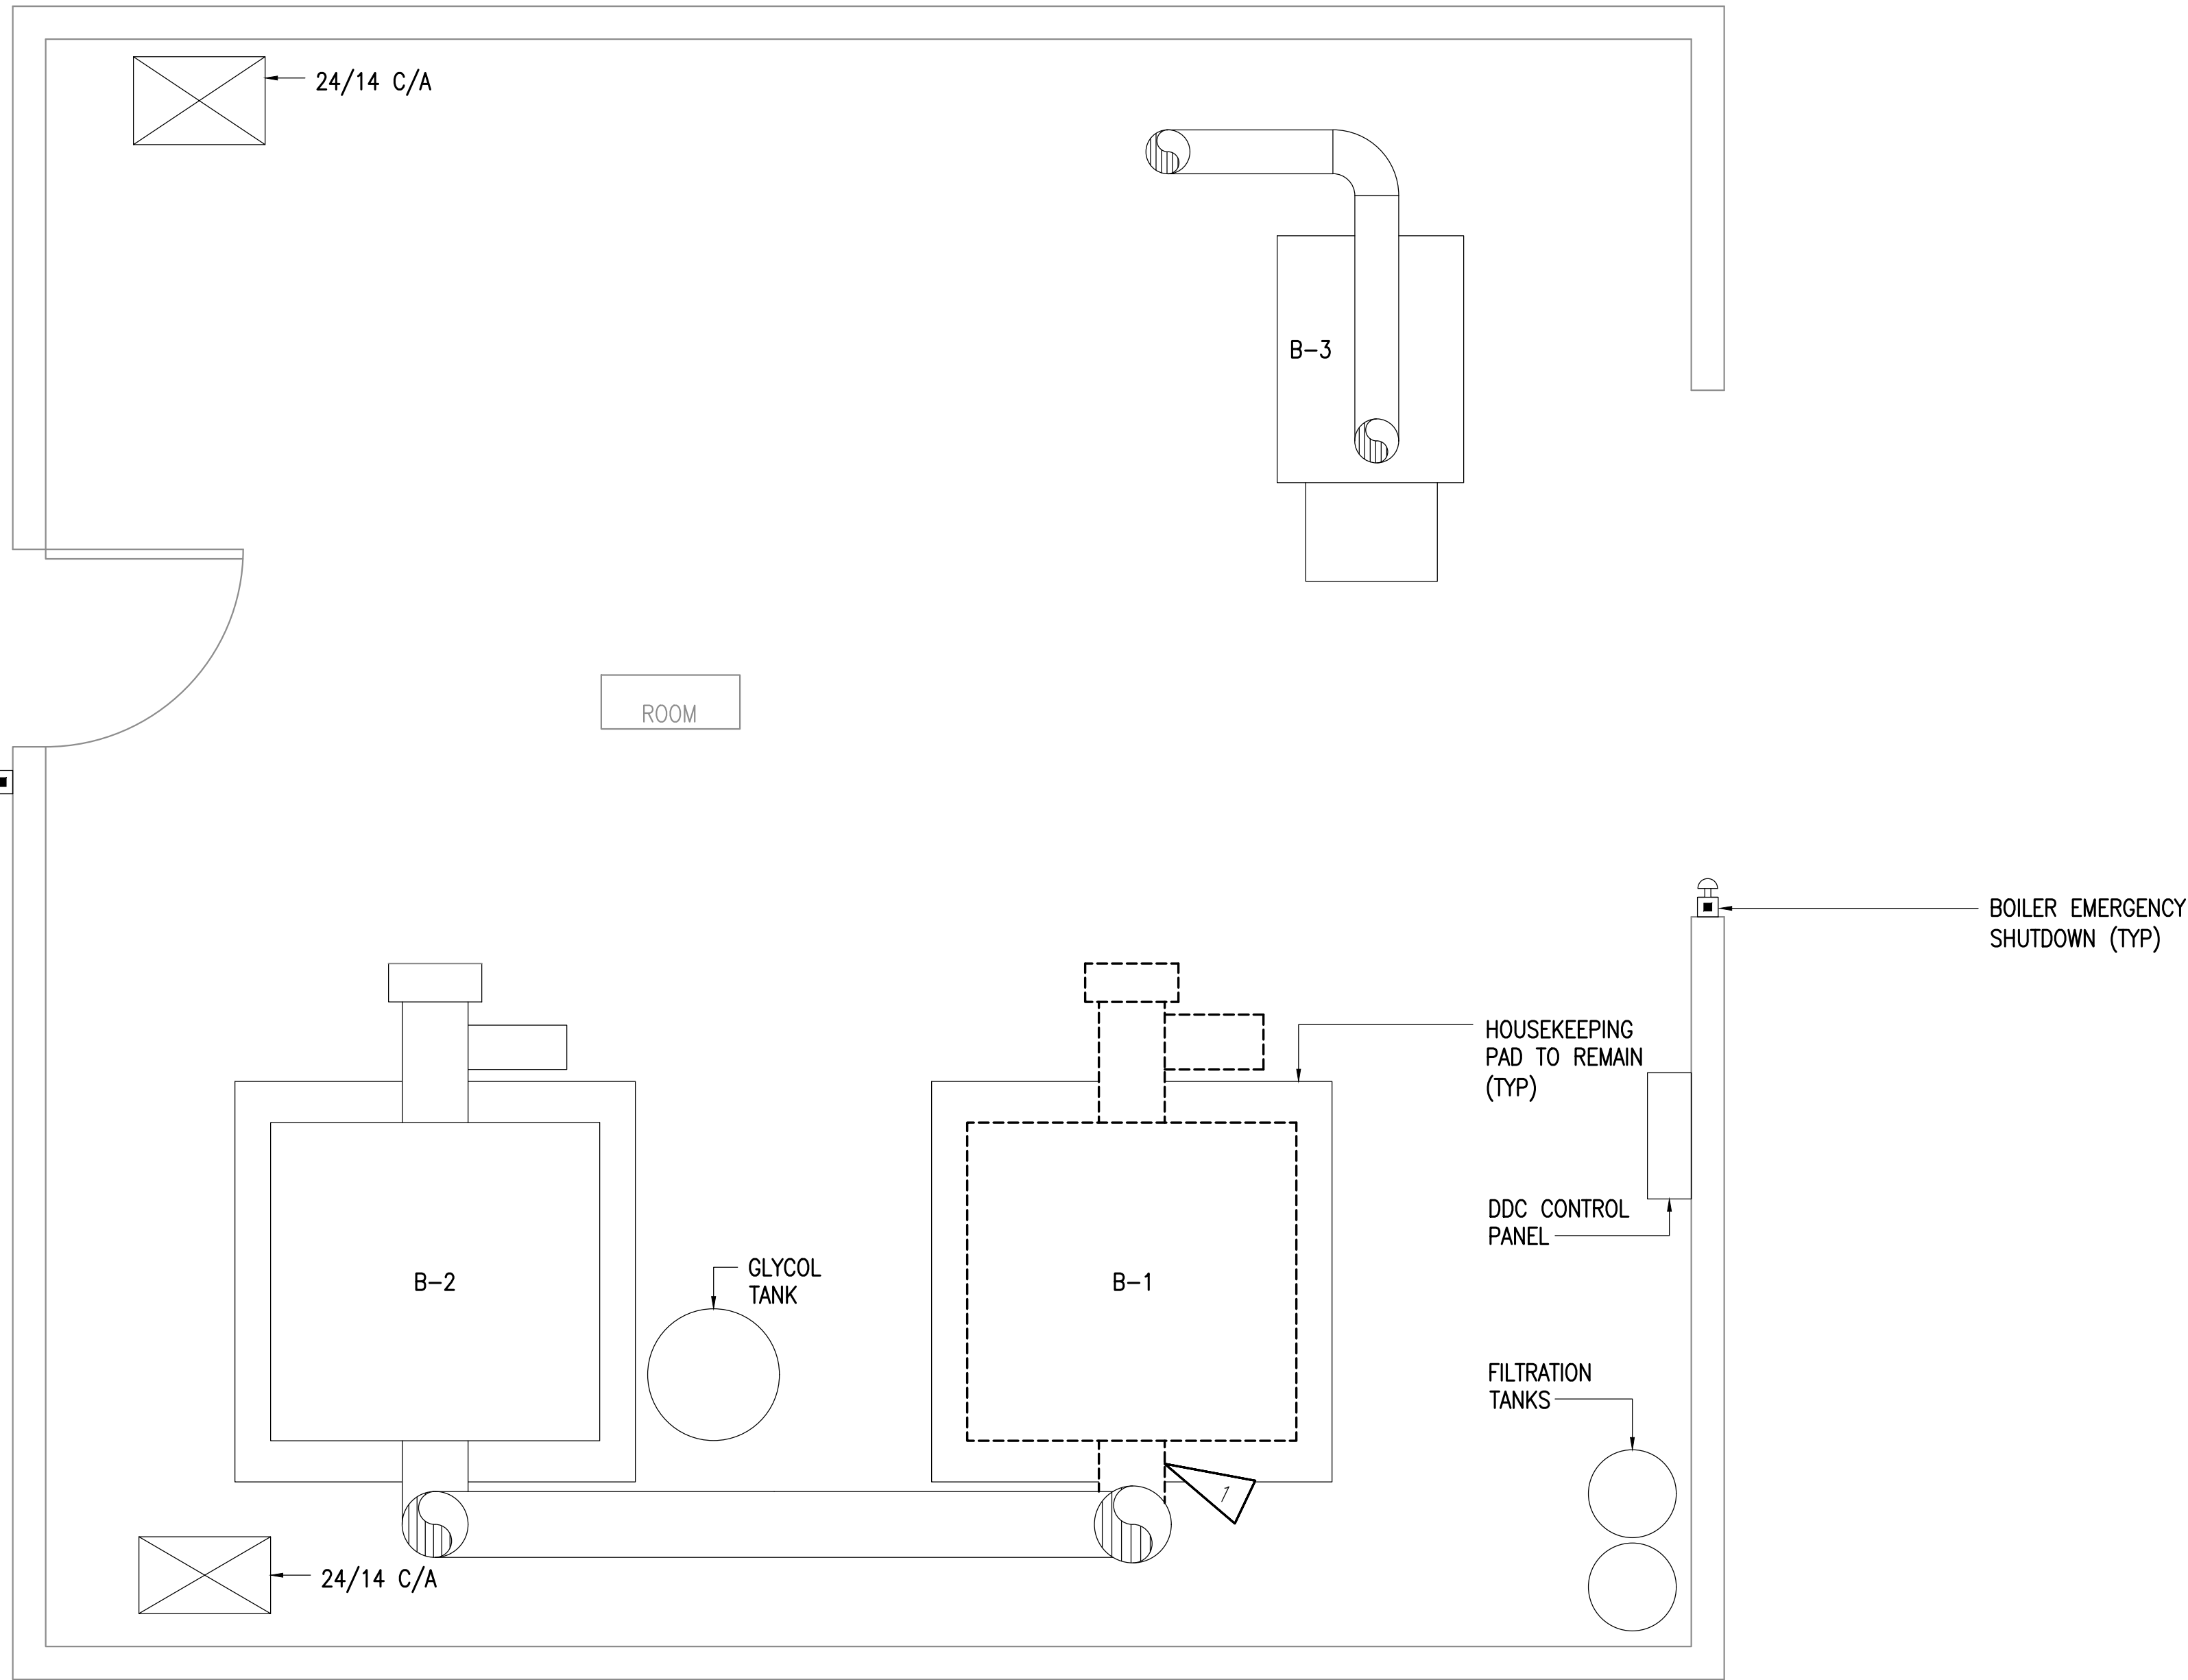 24/14 C/A
B-3
ROOM
BOILER EMERGENCY
SHUTDOWN (TYP)
HOUSEKEEPING
PAD TO REMAIN
(TYP)
DDC CONTROL
PANEL
GLYCOL
TANK
B-2
B-1
FILTRATION
TANKS
1
24/14 C/A